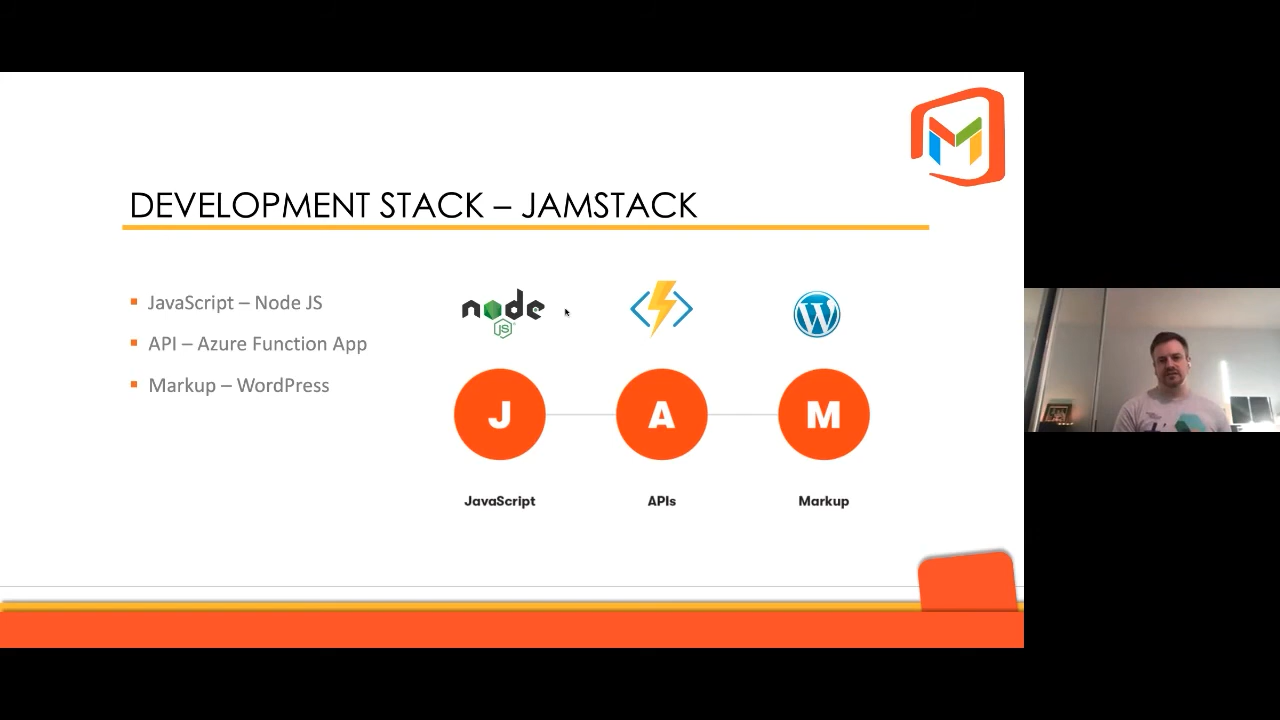 DEVELOPMENT STACK – JAMSTACK
JavaScript – Node JS
API – Azure Function App
Markup – WordPress
node
JS
W
J
A
M
JavaScript
APIs
Markup
M